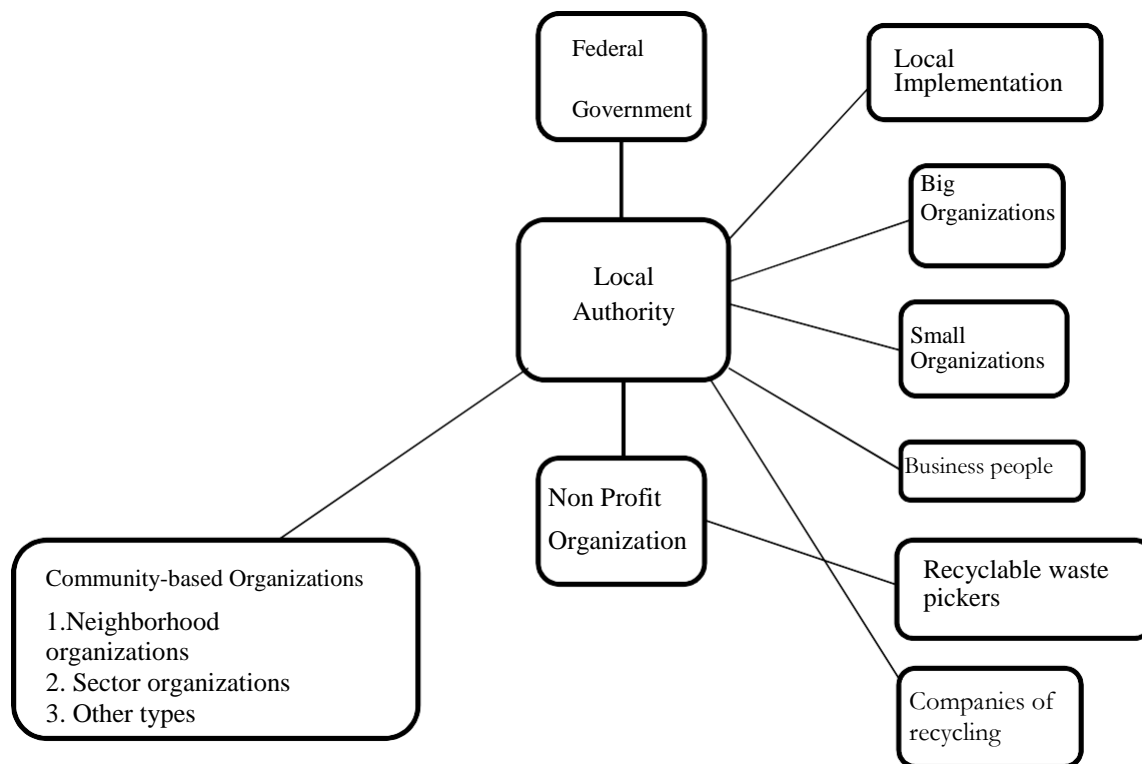 Federal
Government
Local
Implementation
Big
Organizations
Local
Authority
Small
Organizations
Business people
Non Profit
Organization
Recyclable waste
pickers
Community-based Organizations
1.Neighborhood
organizations
2. Sector organizations
3. Other types
Companies of
recycling